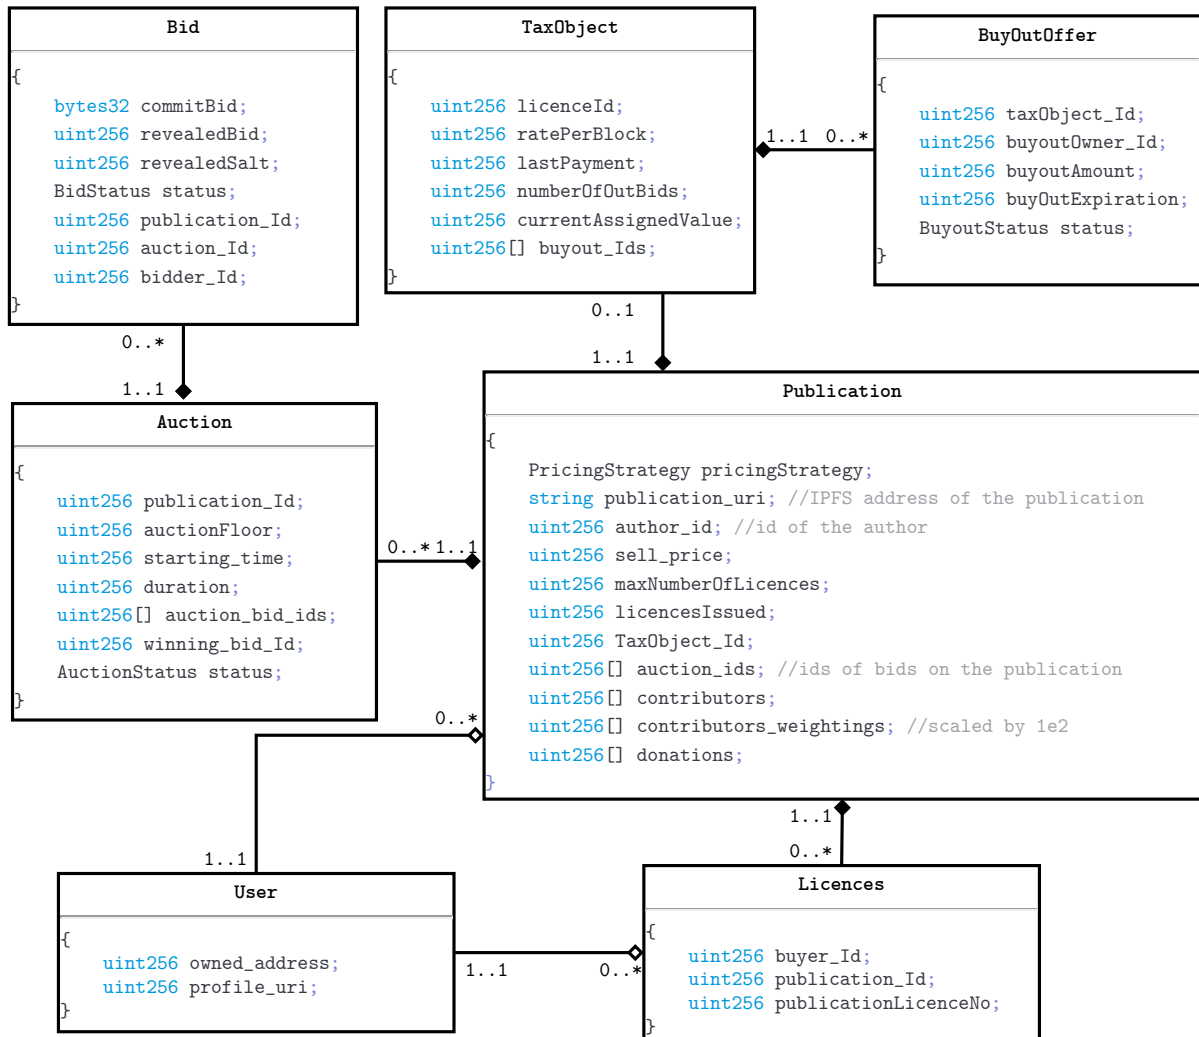 Bid
{
bytes32 commitBid;
uint256 revealedBid;
uint256 revealedSalt;
BidStatus status;
uint256 publication_Id;
uint256 auction_Id;
uint256 bidder_Id;
}
TaxObject
{
uint256 licenceId;
uint256 ratePerBlock;
uint256 lastPayment;
uint256 numberOfOutBids;
uint256 currentAssignedValue;
uint256[] buyout_Ids;
}
1..1 0..*
BuyOutOffer
{
uint256 taxObject_Id;
uint256 buyoutOwner_Id;
uint256 buyoutAmount;
uint256 buyOutExpiration;
BuyoutStatus status;
}
0..*
1..1
0..1
1..1
Auction
{
uint256 publication_Id;
uint256 auctionFloor;
uint256 starting_time;
uint256 duration;
uint256[] auction_bid_ids;
uint256 winning_bid_Id;
AuctionStatus status;
}
0..* 1..1
Publication
{
PricingStrategy pricingStrategy;
string publication_uri; //IPFS address of the publication
uint256 author_id; //id of the author
uint256 sell_price;
uint256 maxNumberOfLicences;
uint256 licencesIssued;
uint256 TaxObject_Id;
uint256[] auction_ids; //ids of bids on the publication
uint256[] contributors;
uint256[] contributors_weightings; //scaled by 1e2
uint256[] donations;
}
0..*
1..1
1..1
0..*
User
{
uint256 owned_address;
uint256 profile_uri;
}
1..1 0..*
Licences
{
uint256 buyer_Id;
uint256 publication_Id;
uint256 publicationLicenceNo;
}